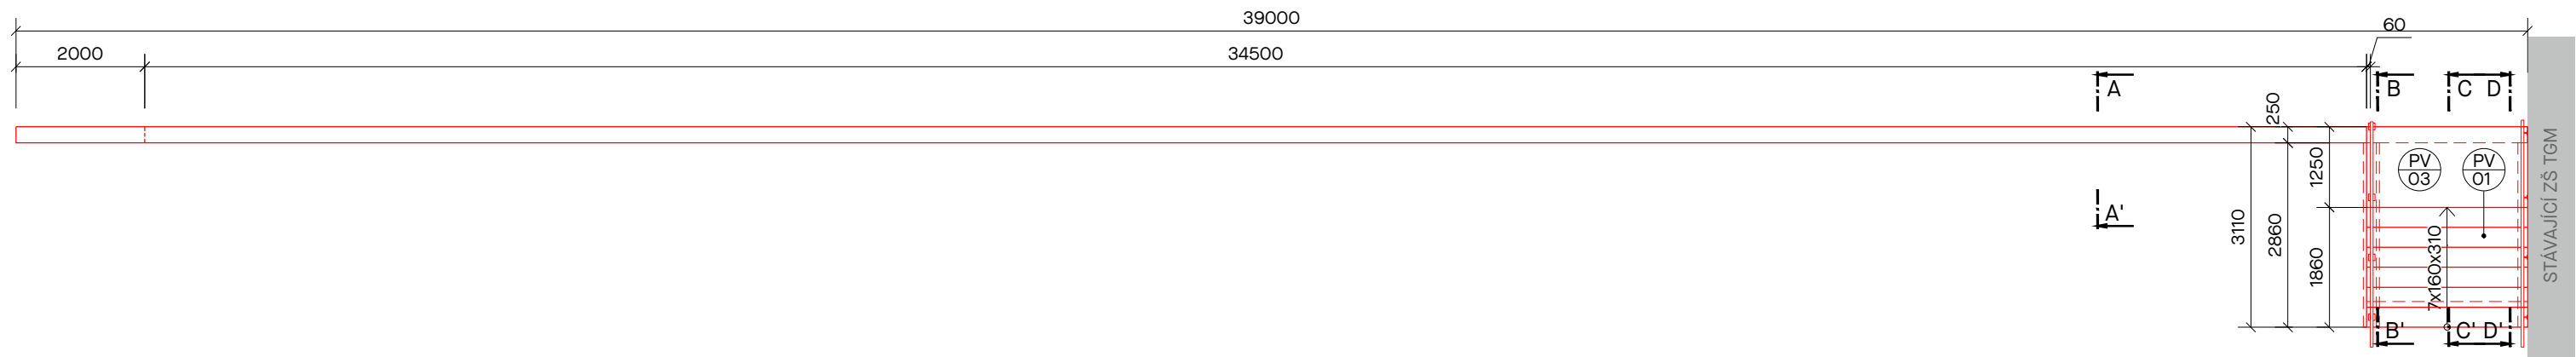 39000
60
2000
34500
A
B
C
D
250
PV
03
PV
01
1250
A'
3110
2860
1860
7x160x310
STÁVAJÍCÍ ZŠ TGM
B'
C'
D'